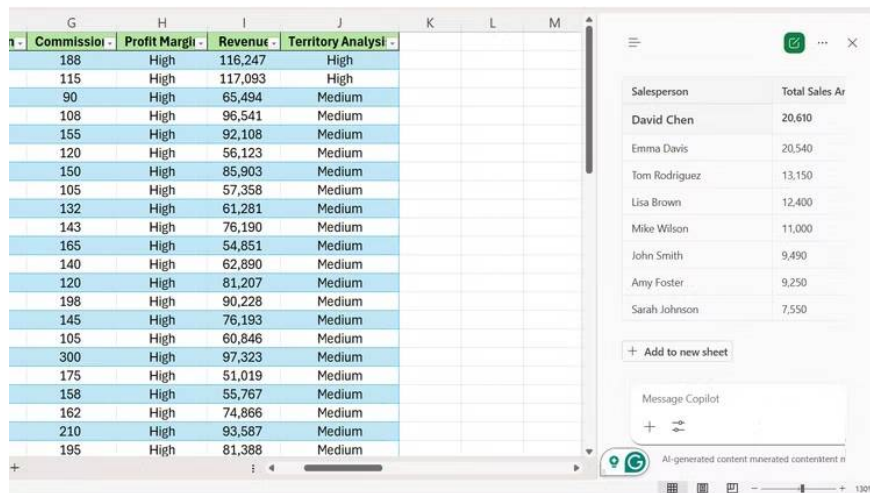 G H I J K L M
n Commission Profit Margin Revenue Territory Analysis
188 High 116,247 High
115 High 117,093 High
90 High 65,494 Medium
108 High 96,541 Medium
155 High 92,108 Medium
120 High 56,123 Medium
150 High 85,903 Medium
105 High 57,358 Medium
132 High 61,281 Medium
143 High 76,190 Medium
165 High 54,851 Medium
140 High 62,890 Medium
120 High 81,207 Medium
198 High 90,228 Medium
145 High 76,193 Medium
105 High 60,846 Medium
300 High 97,323 Medium
175 High 51,019 Medium
158 High 55,767 Medium
162 High 74,866 Medium
210 High 93,587 Medium
195 High 81,388 Medium
Salesperson Total Sales Ar
David Chen 20,610
Emma Davis 20,540
Tom Rodriguez 13,150
Lisa Brown 12,400
Mike Wilson 11,000
John Smith 9,490
Amy Foster 9,250
Sarah Johnson 7,550
+ Add to new sheet
Message Copilot
AI-generated content
130%